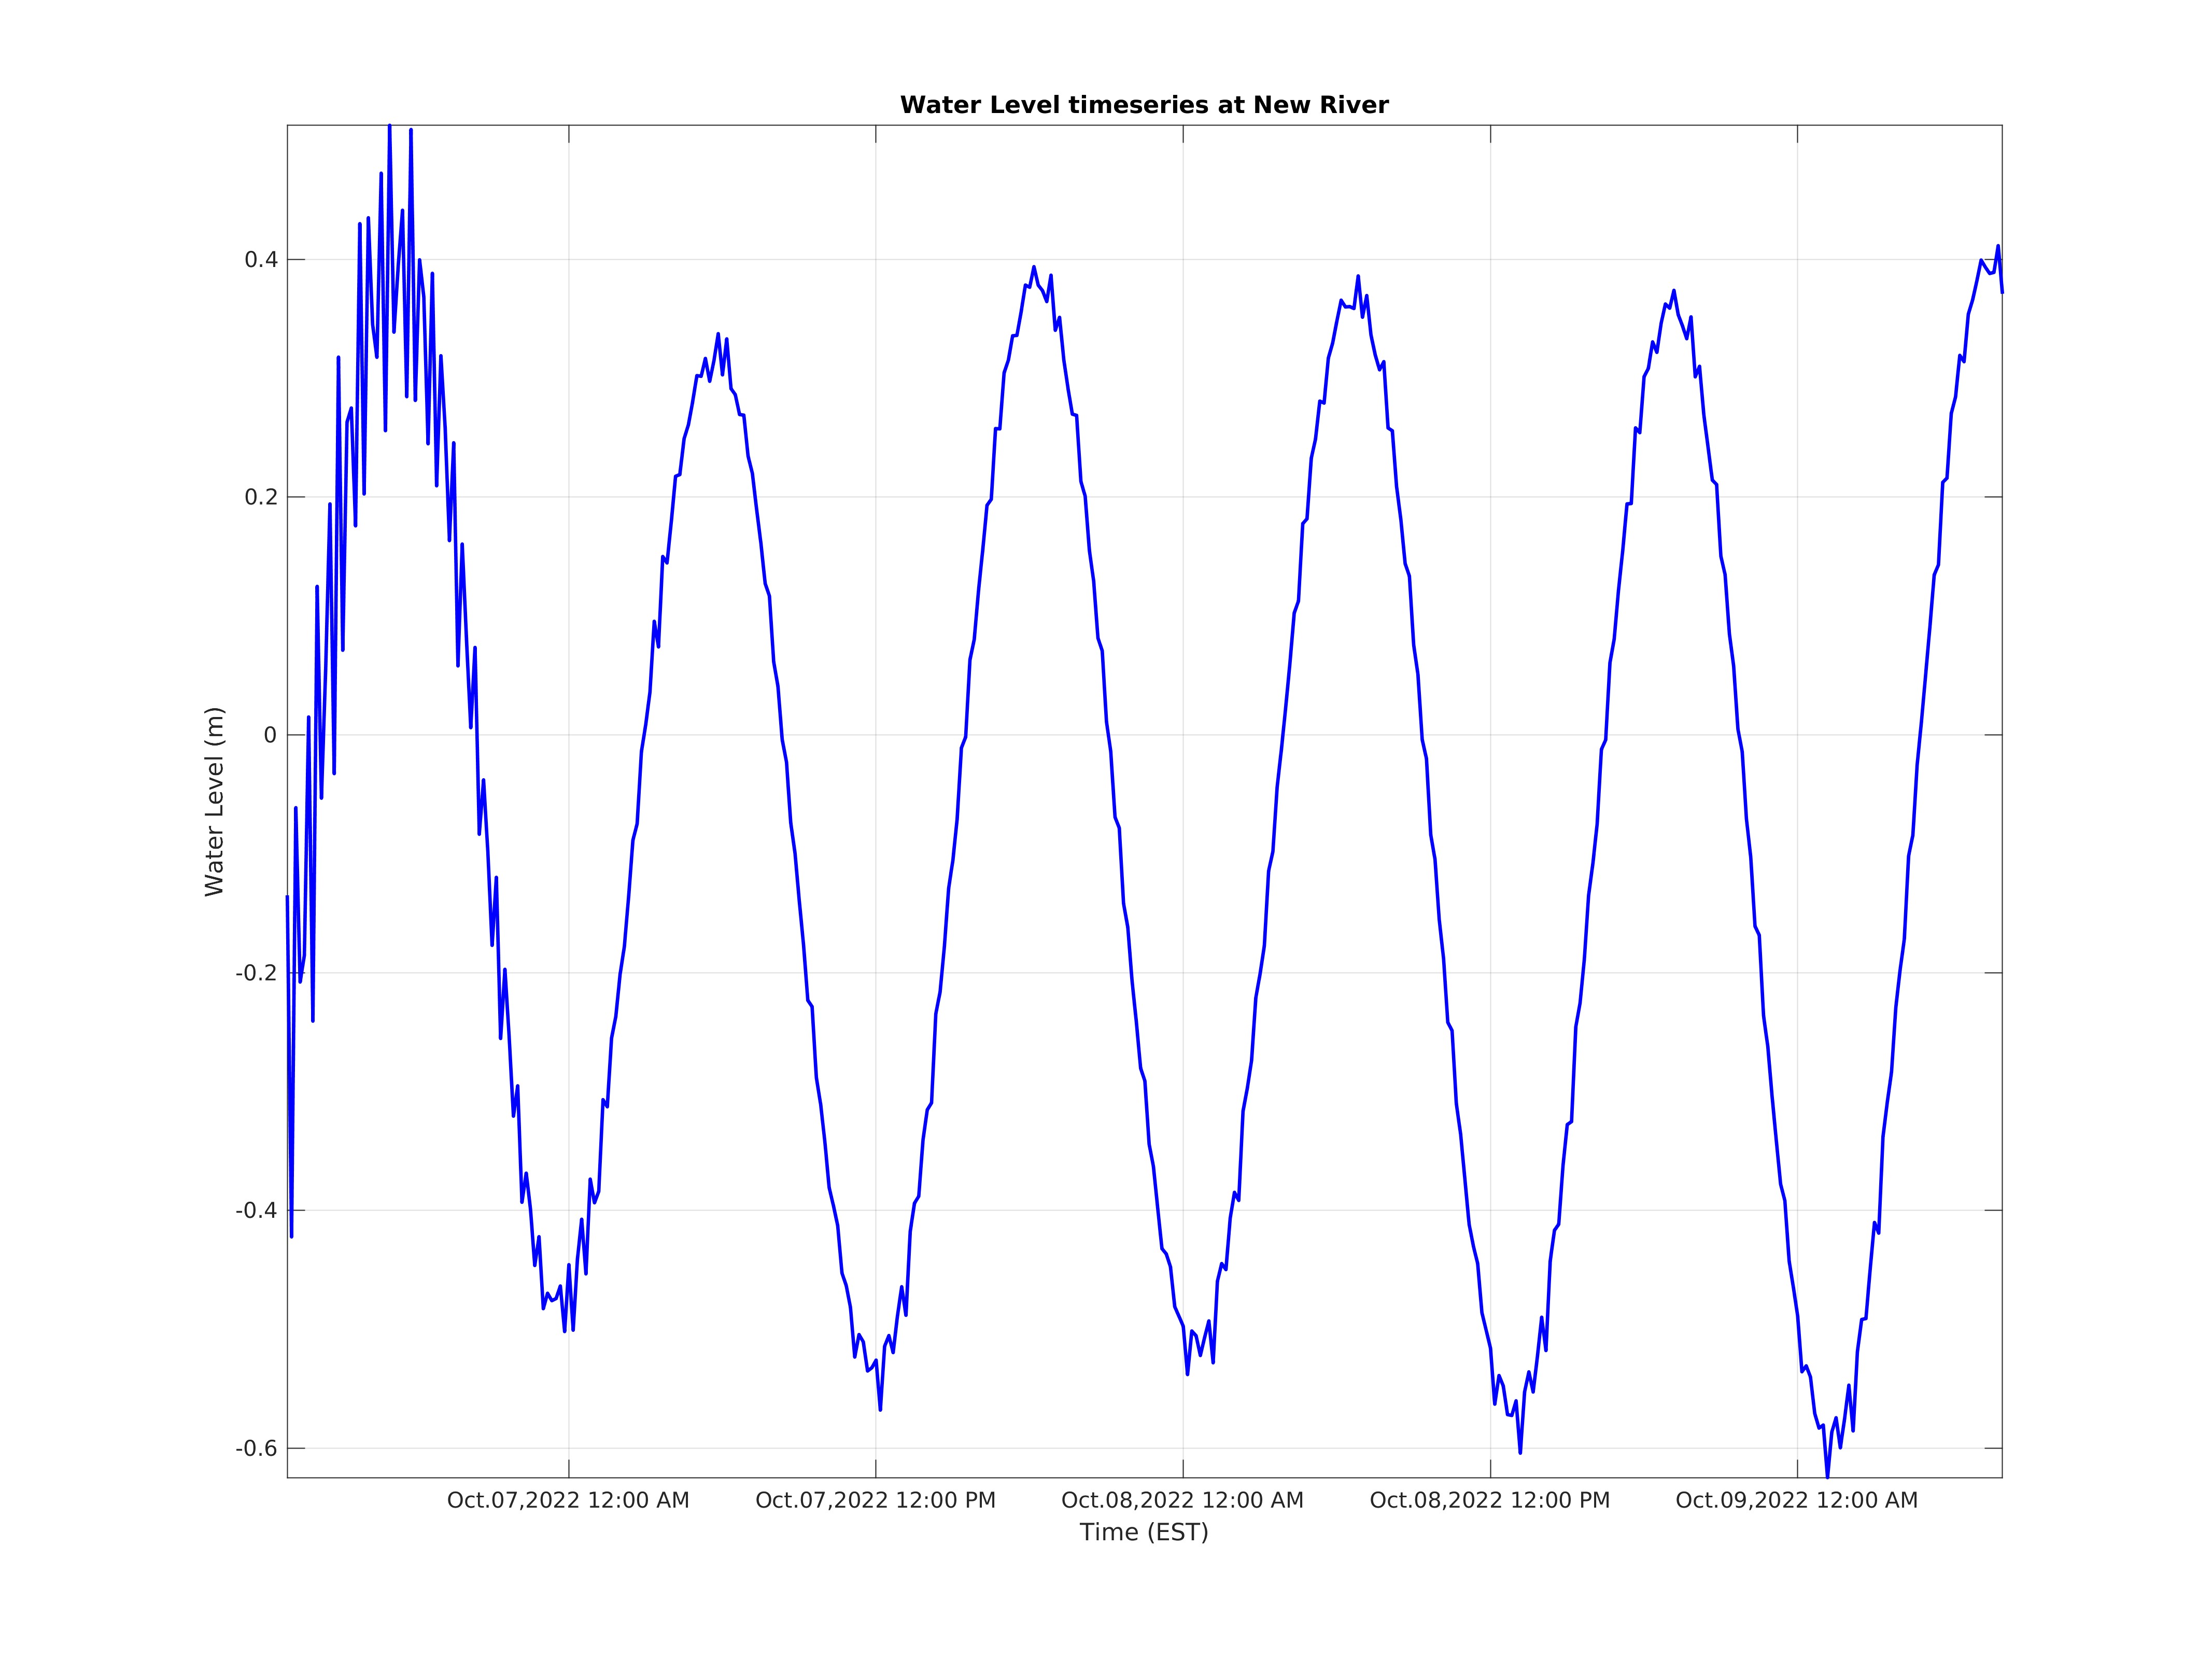 Water Level timeseries at New River
0.4
0.2
0
-0.2
-0.4
-0.6
Water Level (m)
Oct.07,2022 12:00 AM Oct.07,2022 12:00 PM Oct.08,2022 12:00 AM Oct.08,2022 12:00 PM Oct.09,2022 12:00 AM
Time (EST)